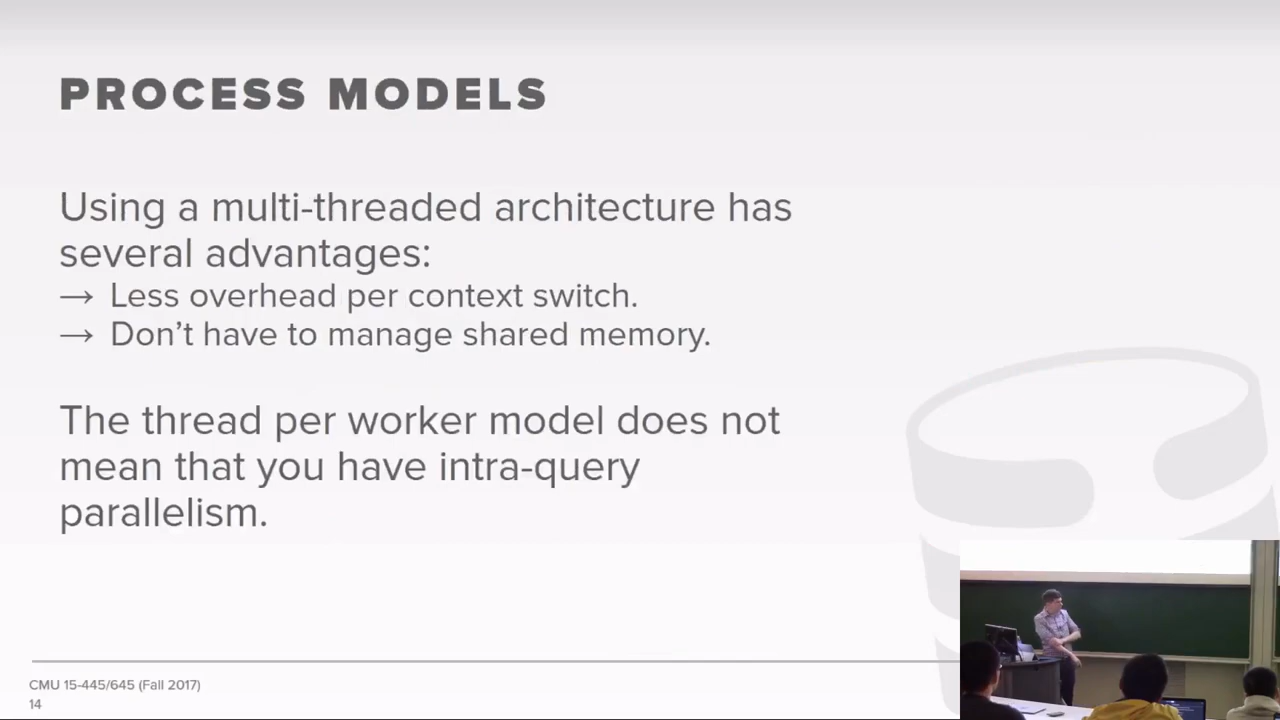 PROCESS MODELS
Using a multi-threaded architecture has
several advantages:
→ Less overhead per context switch.
→ Don't have to manage shared memory.
The thread per worker model does not
mean that you have intra-query
parallelism.
CMU 15-445/645 (Fall 2017)
14